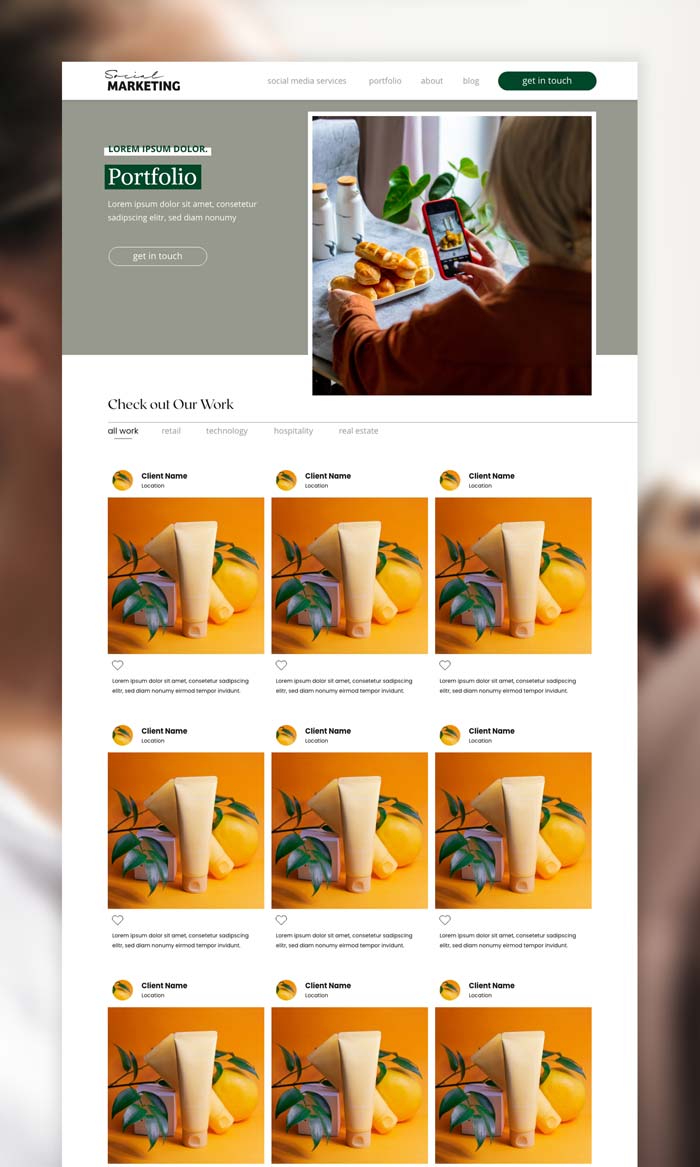 Social
MARKETING
social media services portfolio about blog get in touch
LOREM IPSUM DOLOR.
Portfolio
Lorem ipsum dolor sit amet, consetetur
sadipscing elitr, sed diam nonumy
get in touch
Check out Our Work
all work retail technology hospitality real estate
Client Name Client Name Client Name
Location Location Location
Lorem ipsum dolor sit amet, consetetur sadipscing Lorem ipsum dolor sit amet, consetetur sadipscing Lorem ipsum dolor sit amet, consetetur sadipscing
elitr, sed diam nonumy eirmod tempor invidunt. elitr, sed diam nonumy eirmod tempor invidunt. elitr, sed diam nonumy eirmod tempor invidunt.
Client Name Client Name Client Name
Location Location Location
Lorem ipsum dolor sit amet, consetetur sadipscing Lorem ipsum dolor sit amet, consetetur sadipscing Lorem ipsum dolor sit amet, consetetur sadipscing
elitr, sed diam nonumy eirmod tempor invidunt. elitr, sed diam nonumy eirmod tempor invidunt. elitr, sed diam nonumy eirmod tempor invidunt.
Client Name Client Name Client Name
Location Location Location